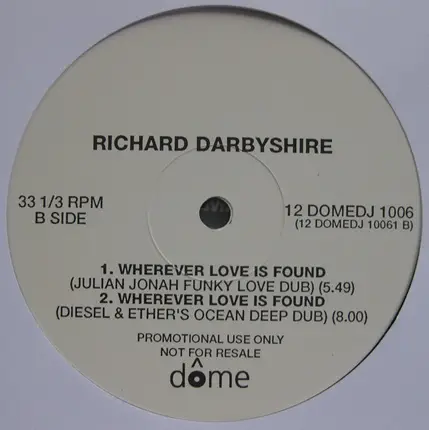 RICHARD DARBYSHIRE
33 1/3 RPM
B SIDE
12 DOMEDJ 1006
(12 DOMEDJ 10061 B)
1. WHEREVER LOVE IS FOUND
(JULIAN JONAH FUNKY LOVE DUB) (5.49)
2. WHEREVER LOVE IS FOUND
(DIESEL & ETHER'S OCEAN DEEP DUB) (8.00)
PROMOTIONAL USE ONLY
NOT FOR RESALE
dôme